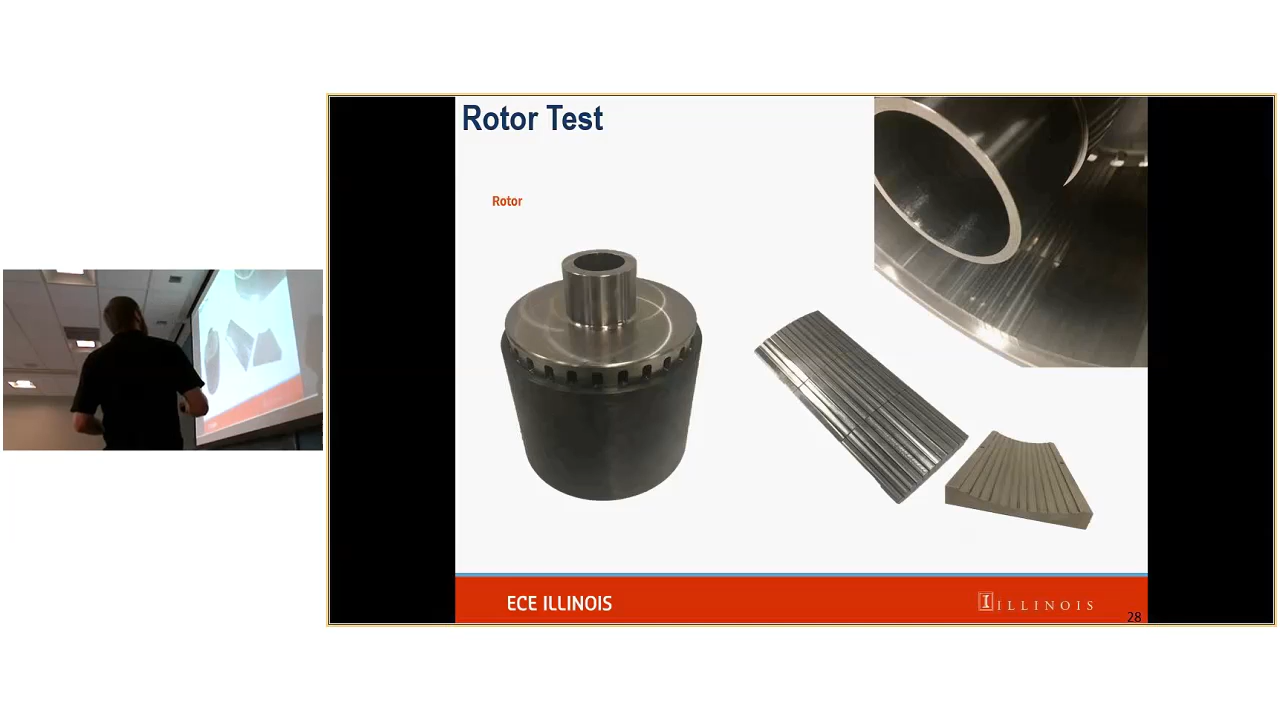 Rotor Test
Rotor
ECE ILLINOIS
I ILLINOIS
28